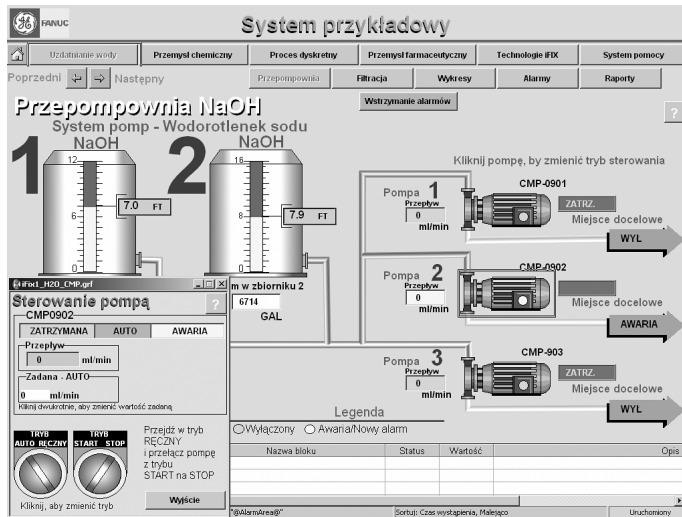 GE FANUC
System przykładowy
Uzdatnianie wody Przemysł chemiczny Proces dyskretny Przemysł farmaceutyczny Technologie iFIX System pomocy
Poprzedni Następny Przepompownia Filtracja Wykresy Alarmy Raporty
Wstrzymanie alarmów
?
Przepompownia NaOH
System pomp - Wodorotlenek sodu
1 NaOH
2 NaOH
12
6
0
7.0 FT
16
8
0
7.9 FT
Kliknij pompę, by zmienić tryb sterowania
Pompa 1
Przepływ
0
ml/min
CMP-0901
ZATRZ.
Miejsce docelowe
WYL
Pompa 2
Przepływ
0
ml/min
CMP-0902
Miejsce docelowe
AWARIA
Pompa 3
Przepływ
0
ml/min
CMP-903
ZATRZ.
Miejsce docelowe
WYL
m w zbiorniku 2
6714
GAL
iFix1_H2O_CMP.grf
Sterowanie pompą
?
CMP0902
ZATRZYMANA AUTO AWARIA
Przepływ
0 ml/min
Zadana - AUTO
0 ml/min
Kliknij dwukrotnie, aby zmienić wartość zadaną
TRYB
AUTO RĘCZNY
TRYB
START STOP
Przejdź w tryb
RĘCZNY
i przełącz pompę
z trybu
START na STOP
Kliknij, aby zmienić tryb
Wyjście
Legenda
Wyłączony Awaria/Nowy alarm
Nazwa bloku Status Wartość Opis
"@AlarmArea@" Sortuj: Czas wystąpienia, Malejąco Uruchomiony